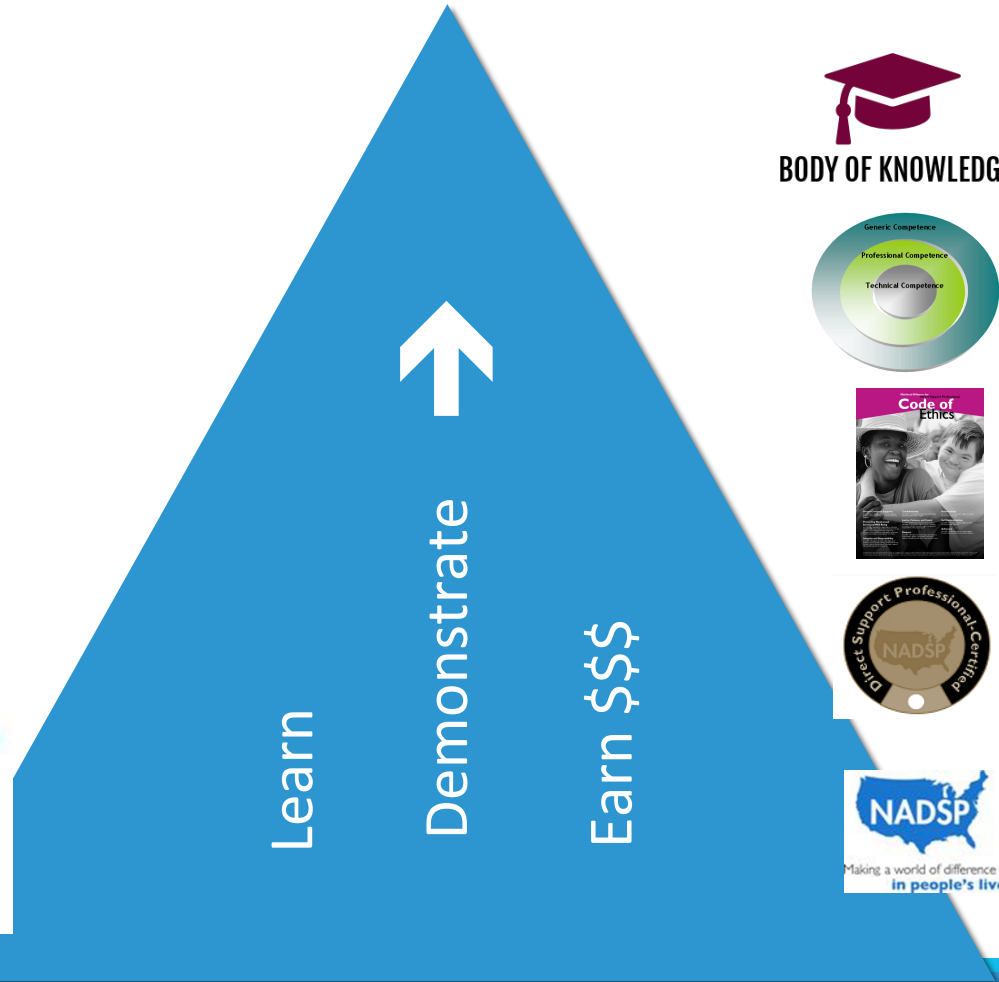 Learn
Demonstrate
Earn $$$
BODY OF KNOWLEDG
Generic Competence
Professional Competence
Technical Competence
Code of
Ethics
Direct Support Professional-Certified
NADSP
NADSP
Making a world of difference
in people's live